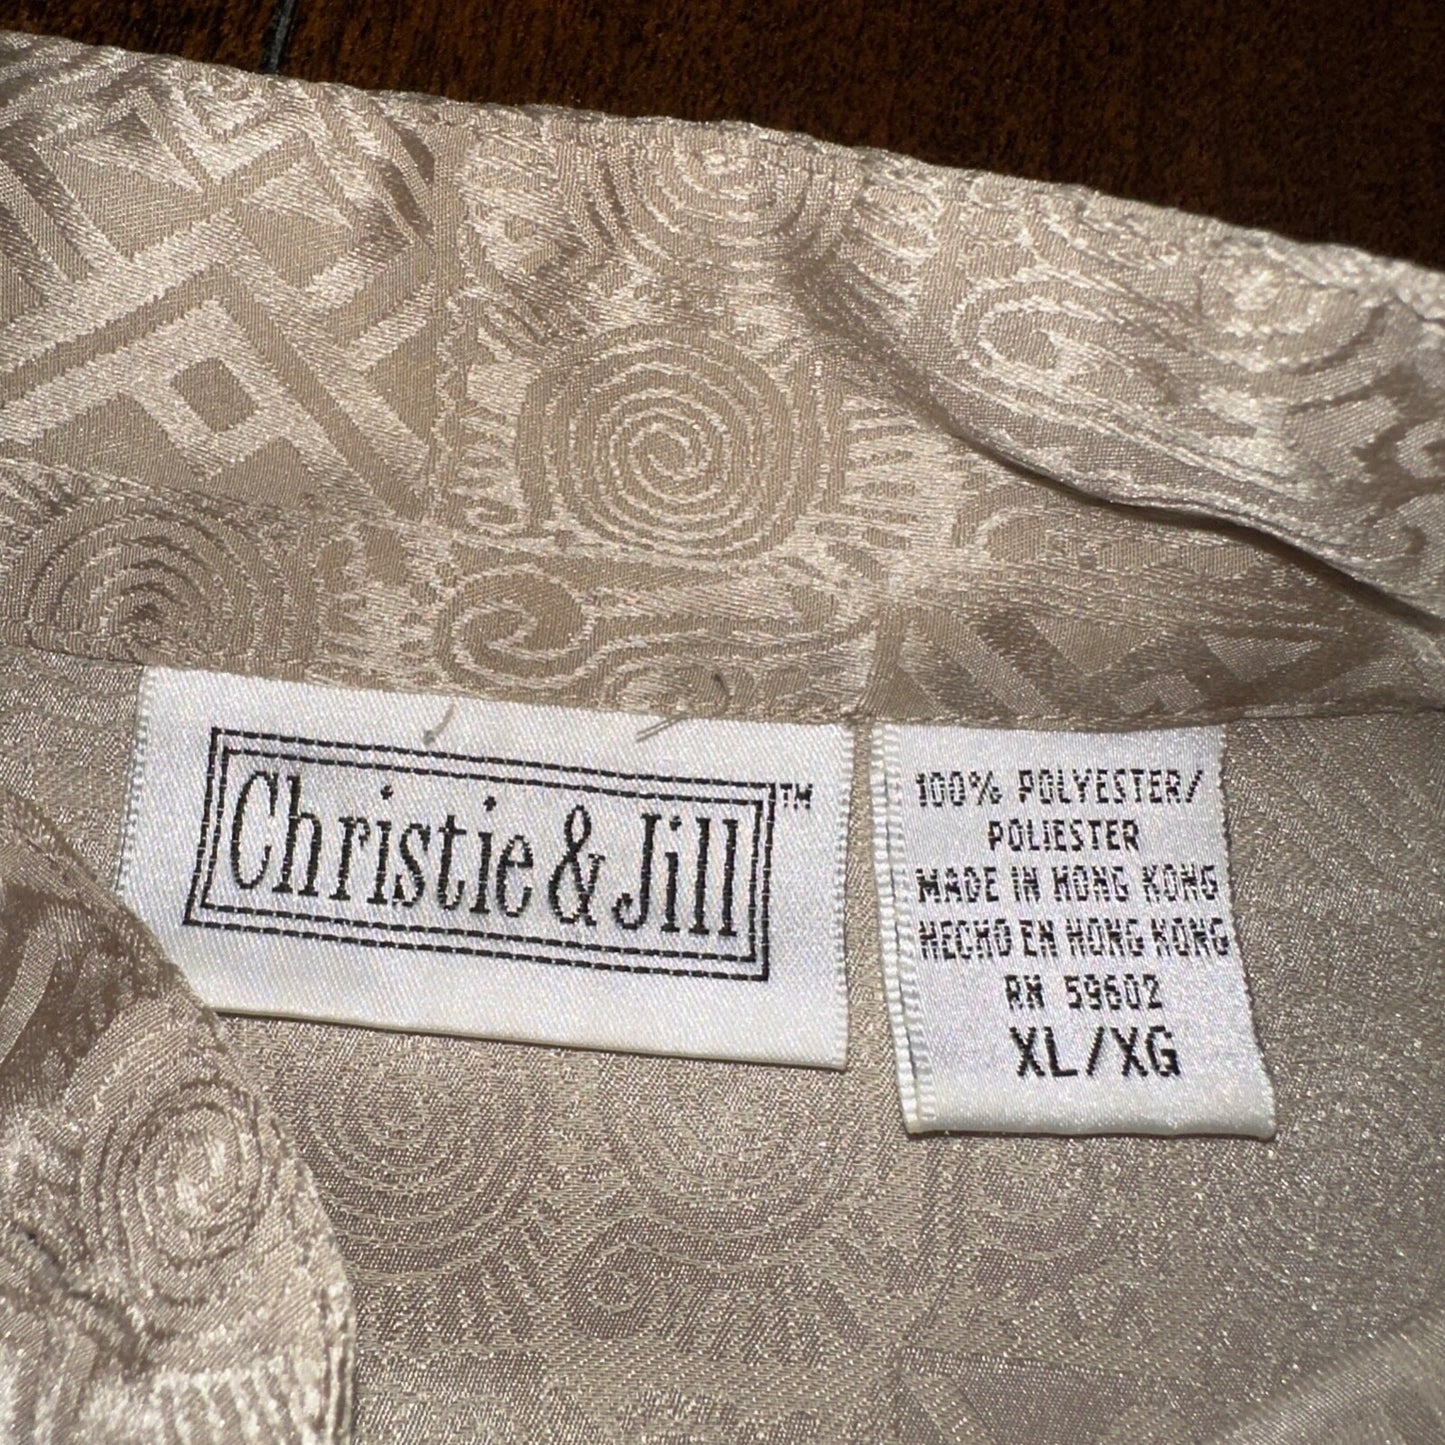 Christie & Jill™
100% POLYESTER/
POLIESTER
MADE IN HONG KONG
HECHO EN HONG KONG
RN 59602
XL/XG